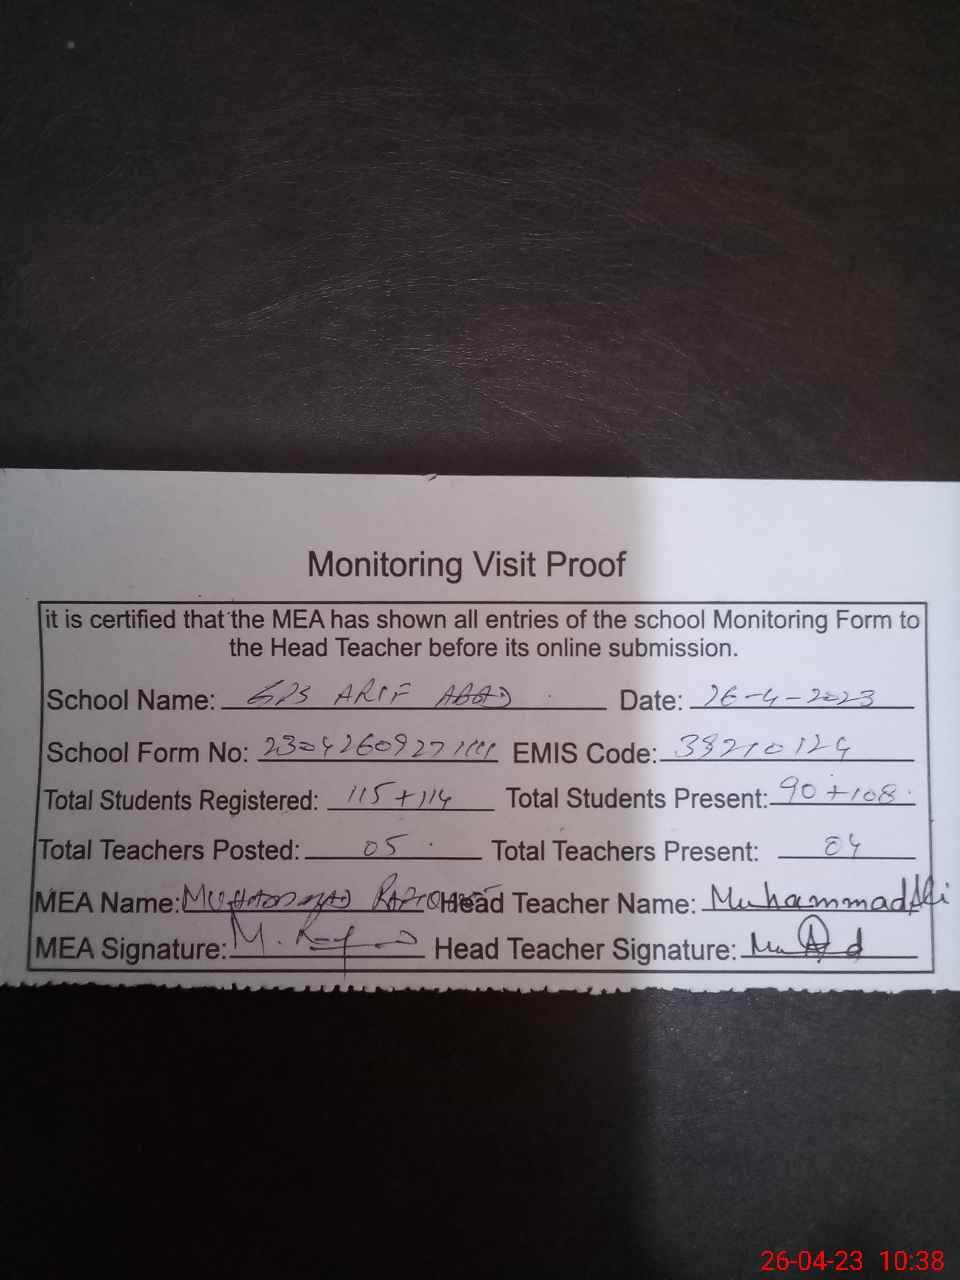 Monitoring Visit Proof
it is certified that the MEA has shown all entries of the school Monitoring Form to
the Head Teacher before its online submission.
School Name: GPS ARIF ABAD Date: 26-4-2023
School Form No: EMIS Code: 38210124
Total Students Registered: 115+114 Total Students Present: 90+108
Total Teachers Posted: 05 Total Teachers Present: 04
MEA Name: MUHAMMAD Head Teacher Name: Muhammad Ali
MEA Signature: Head Teacher Signature:
26-04-23 10:38